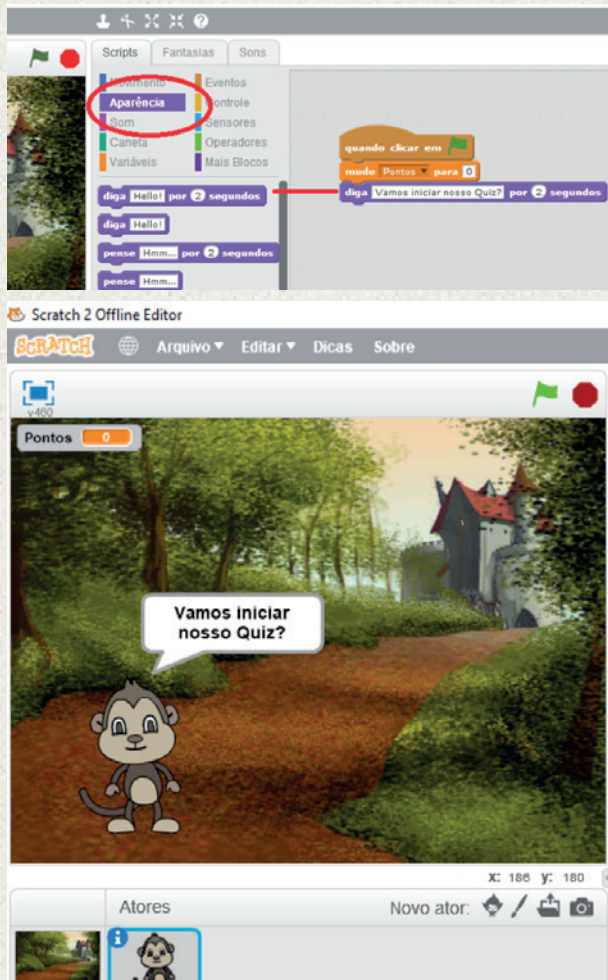 Scripts Fantasias Sons
Movimento Eventos
Aparência Controle
Som Sensores
Caneta Operadores
Variáveis Mais Blocos
diga Hello! por 2 segundos
diga Hello!
pense Hmm... por 2 segundos
pense Hmm...
quando clicar em
mude Pontos para 0
diga Vamos iniciar nosso Quiz? por 2 segundos
Scratch 2 Offline Editor
SCRATCH Arquivo Editar Dicas Sobre
v460
Pontos 0
Vamos iniciar
nosso Quiz?
x: 186 y: 180
Atores Novo ator: